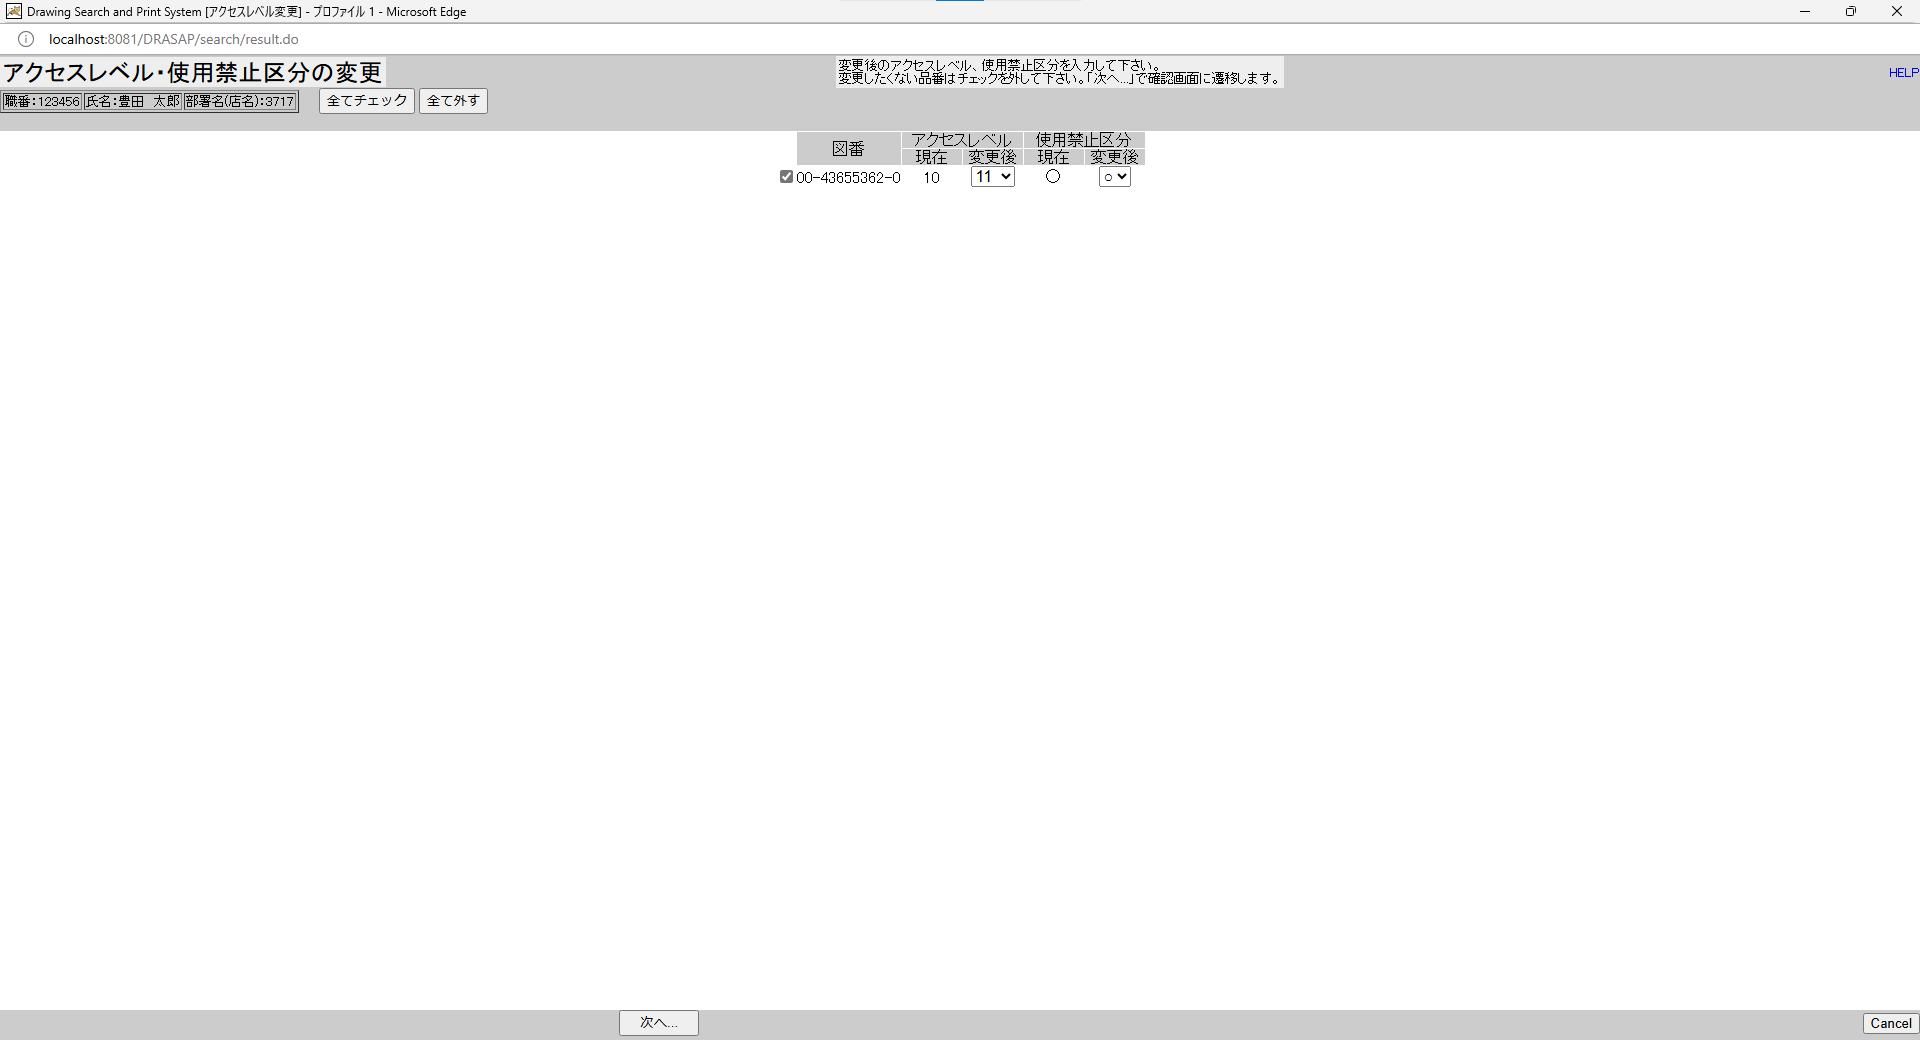 Drawing Search and Print System [アクセスレベル変更] - プロファイル 1 - Microsoft Edge
localhost:8081/DRASAP/search/result.do
アクセスレベル・使用禁止区分の変更
変更後のアクセスレベル、使用禁止区分を入力して下さい。
変更したくない品番はチェックを外して下さい。「次へ...」で確認画面に遷移します。
HELP
職番:123456 氏名:豊田　太郎 部署名(店名):3717 全てチェック 全て外す
図番 アクセスレベル 使用禁止区分
現在 変更後 現在 変更後
00-43655362-0 10 11 ○ ○
次へ... Cancel